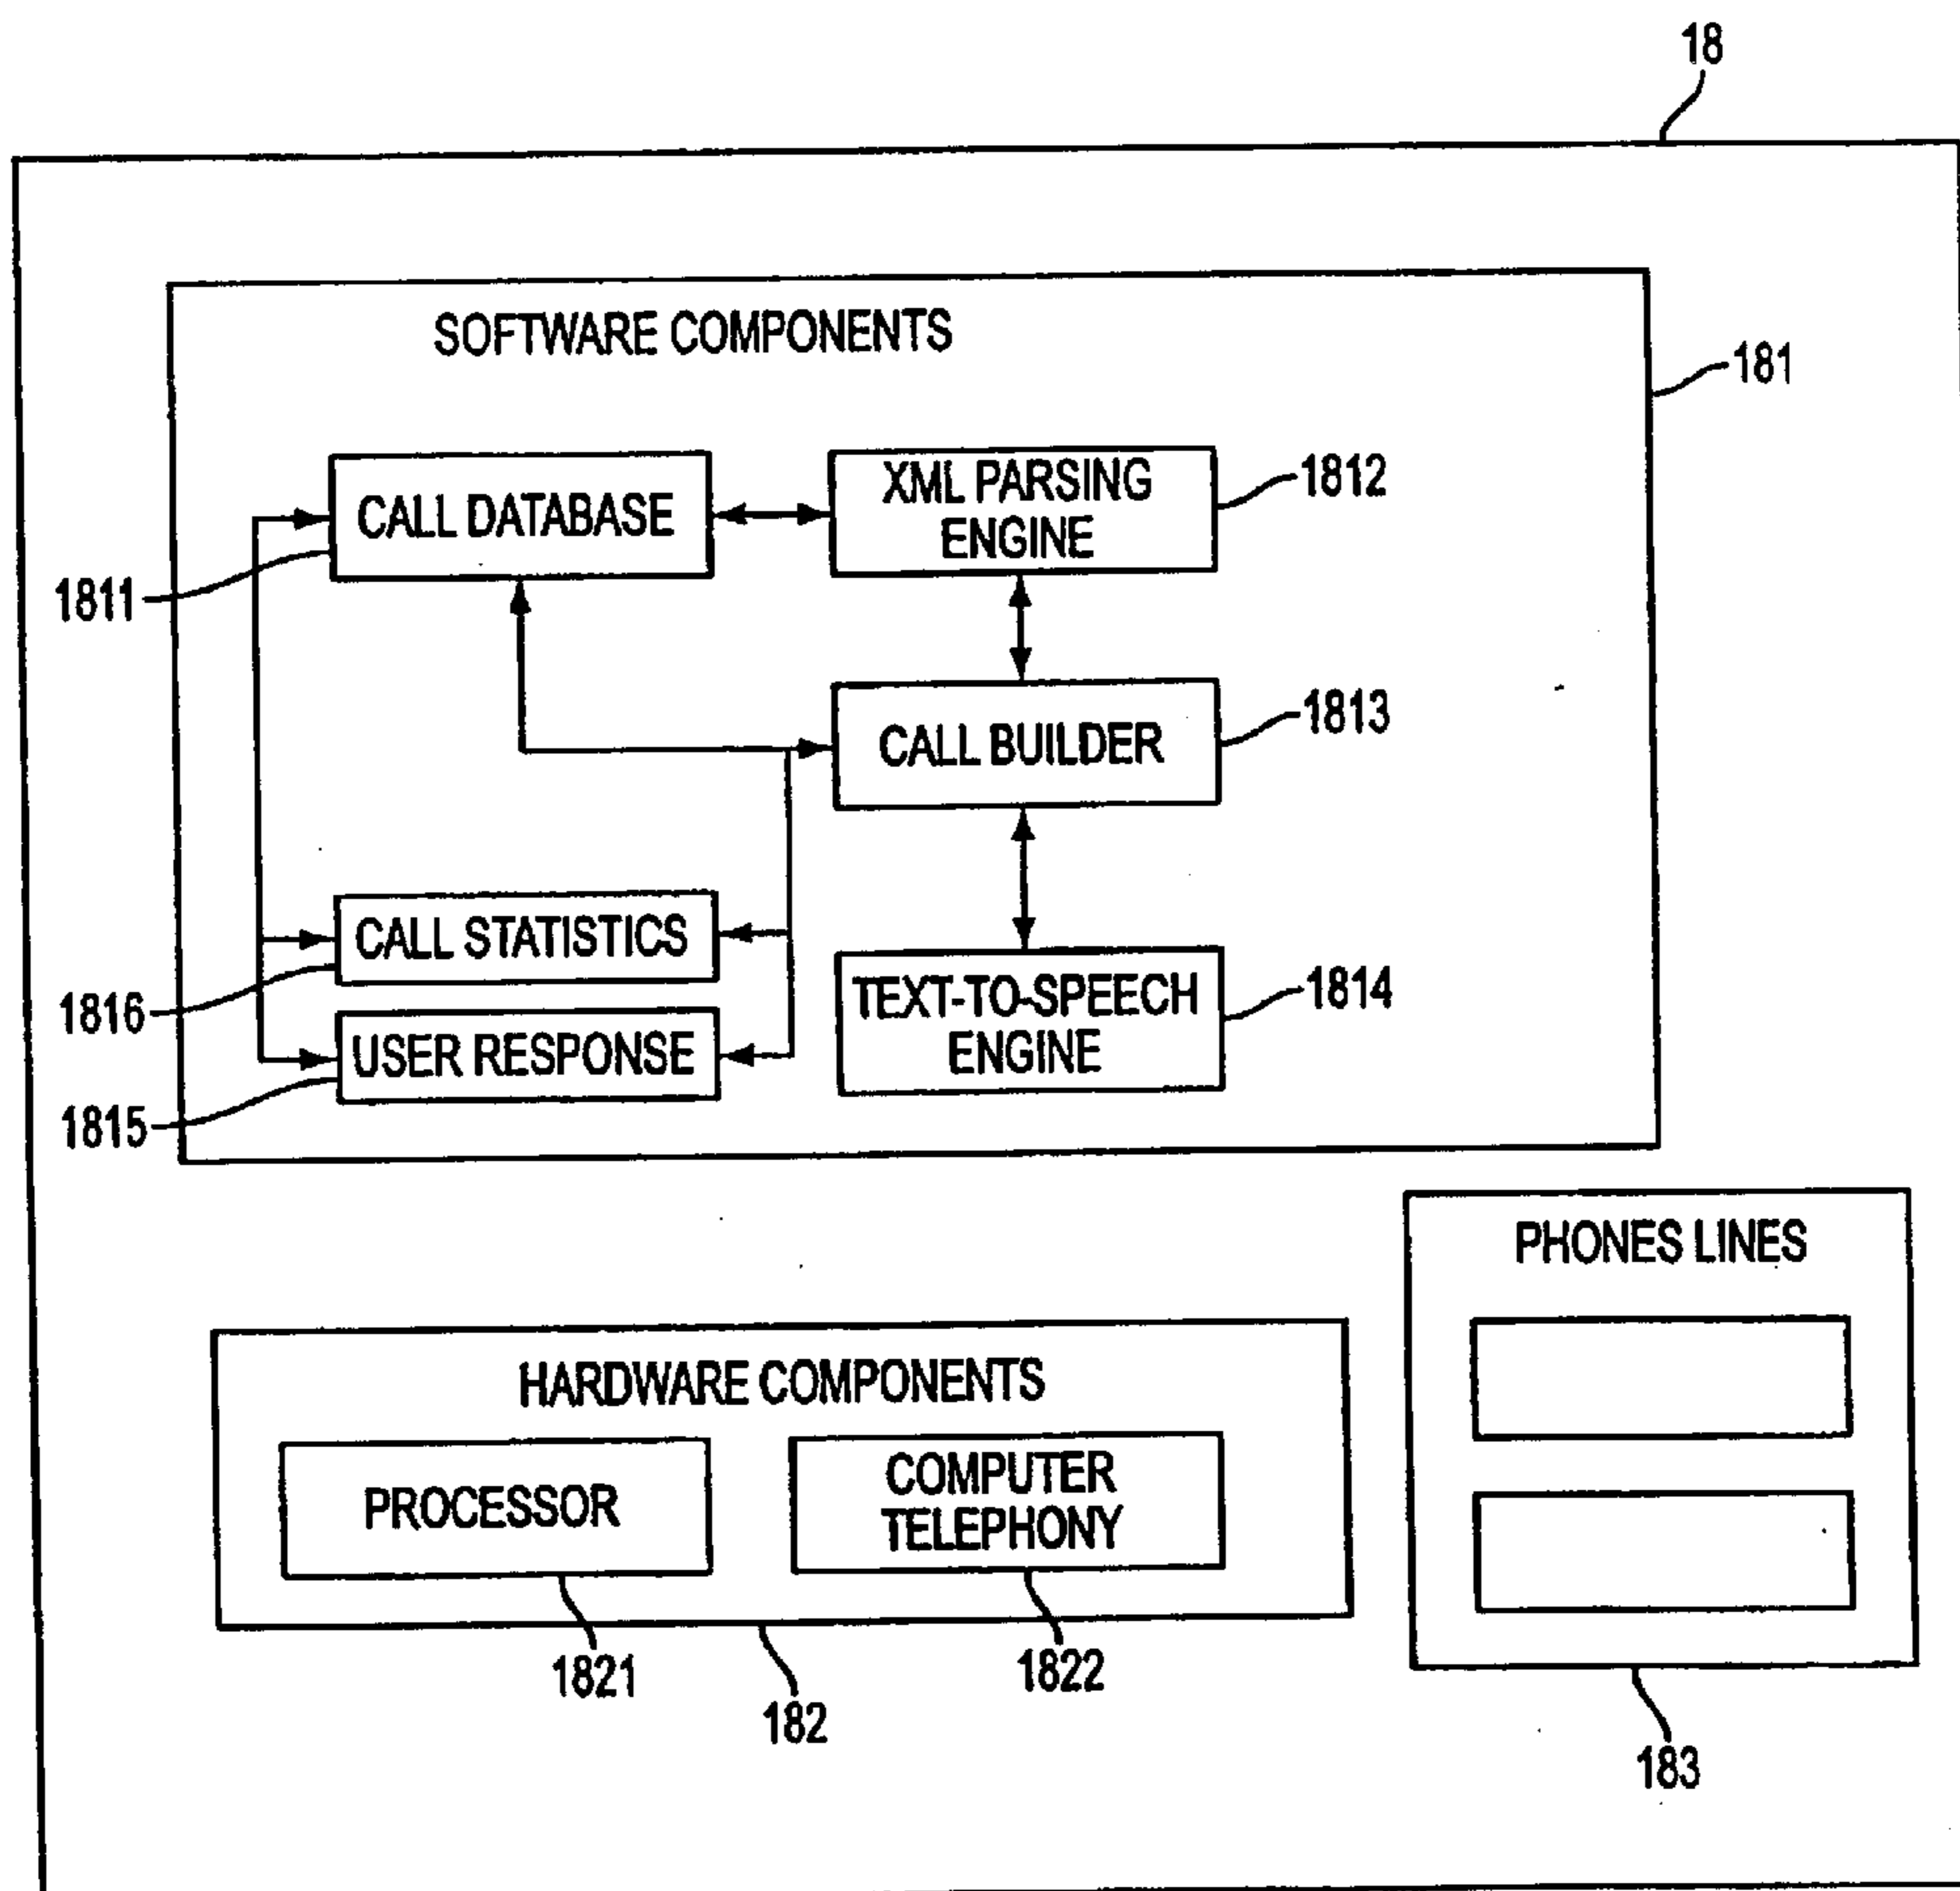 18
SOFTWARE COMPONENTS
181
CALL DATABASE
XML PARSING
ENGINE
1812
1811
CALL BUILDER
1813
CALL STATISTICS
1816
TEXT-TO-SPEECH
ENGINE
1814
USER RESPONSE
1815
PHONES LINES
HARDWARE COMPONENTS
PROCESSOR
COMPUTER
TELEPHONY
1821
1822
182
183